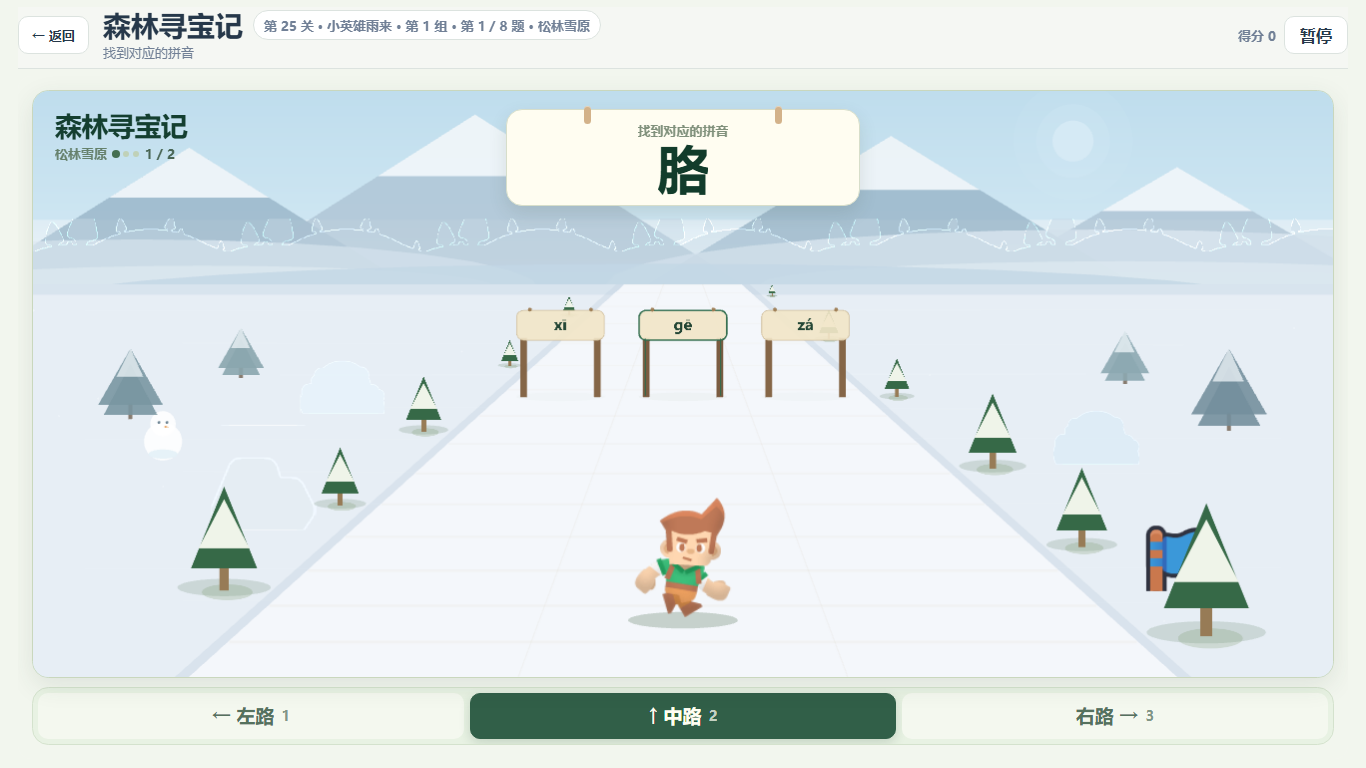 ← 返回
森林寻宝记
第 25 关 • 小英雄雨来 • 第 1 组 • 第 1 / 8 题 • 松林雪原
找到对应的拼音
得分 0
暂停
森林寻宝记
松林雪原 1 / 2
找到对应的拼音
胳
xī
gē
zá
← 左路 1
↑ 中路 2
右路 → 3